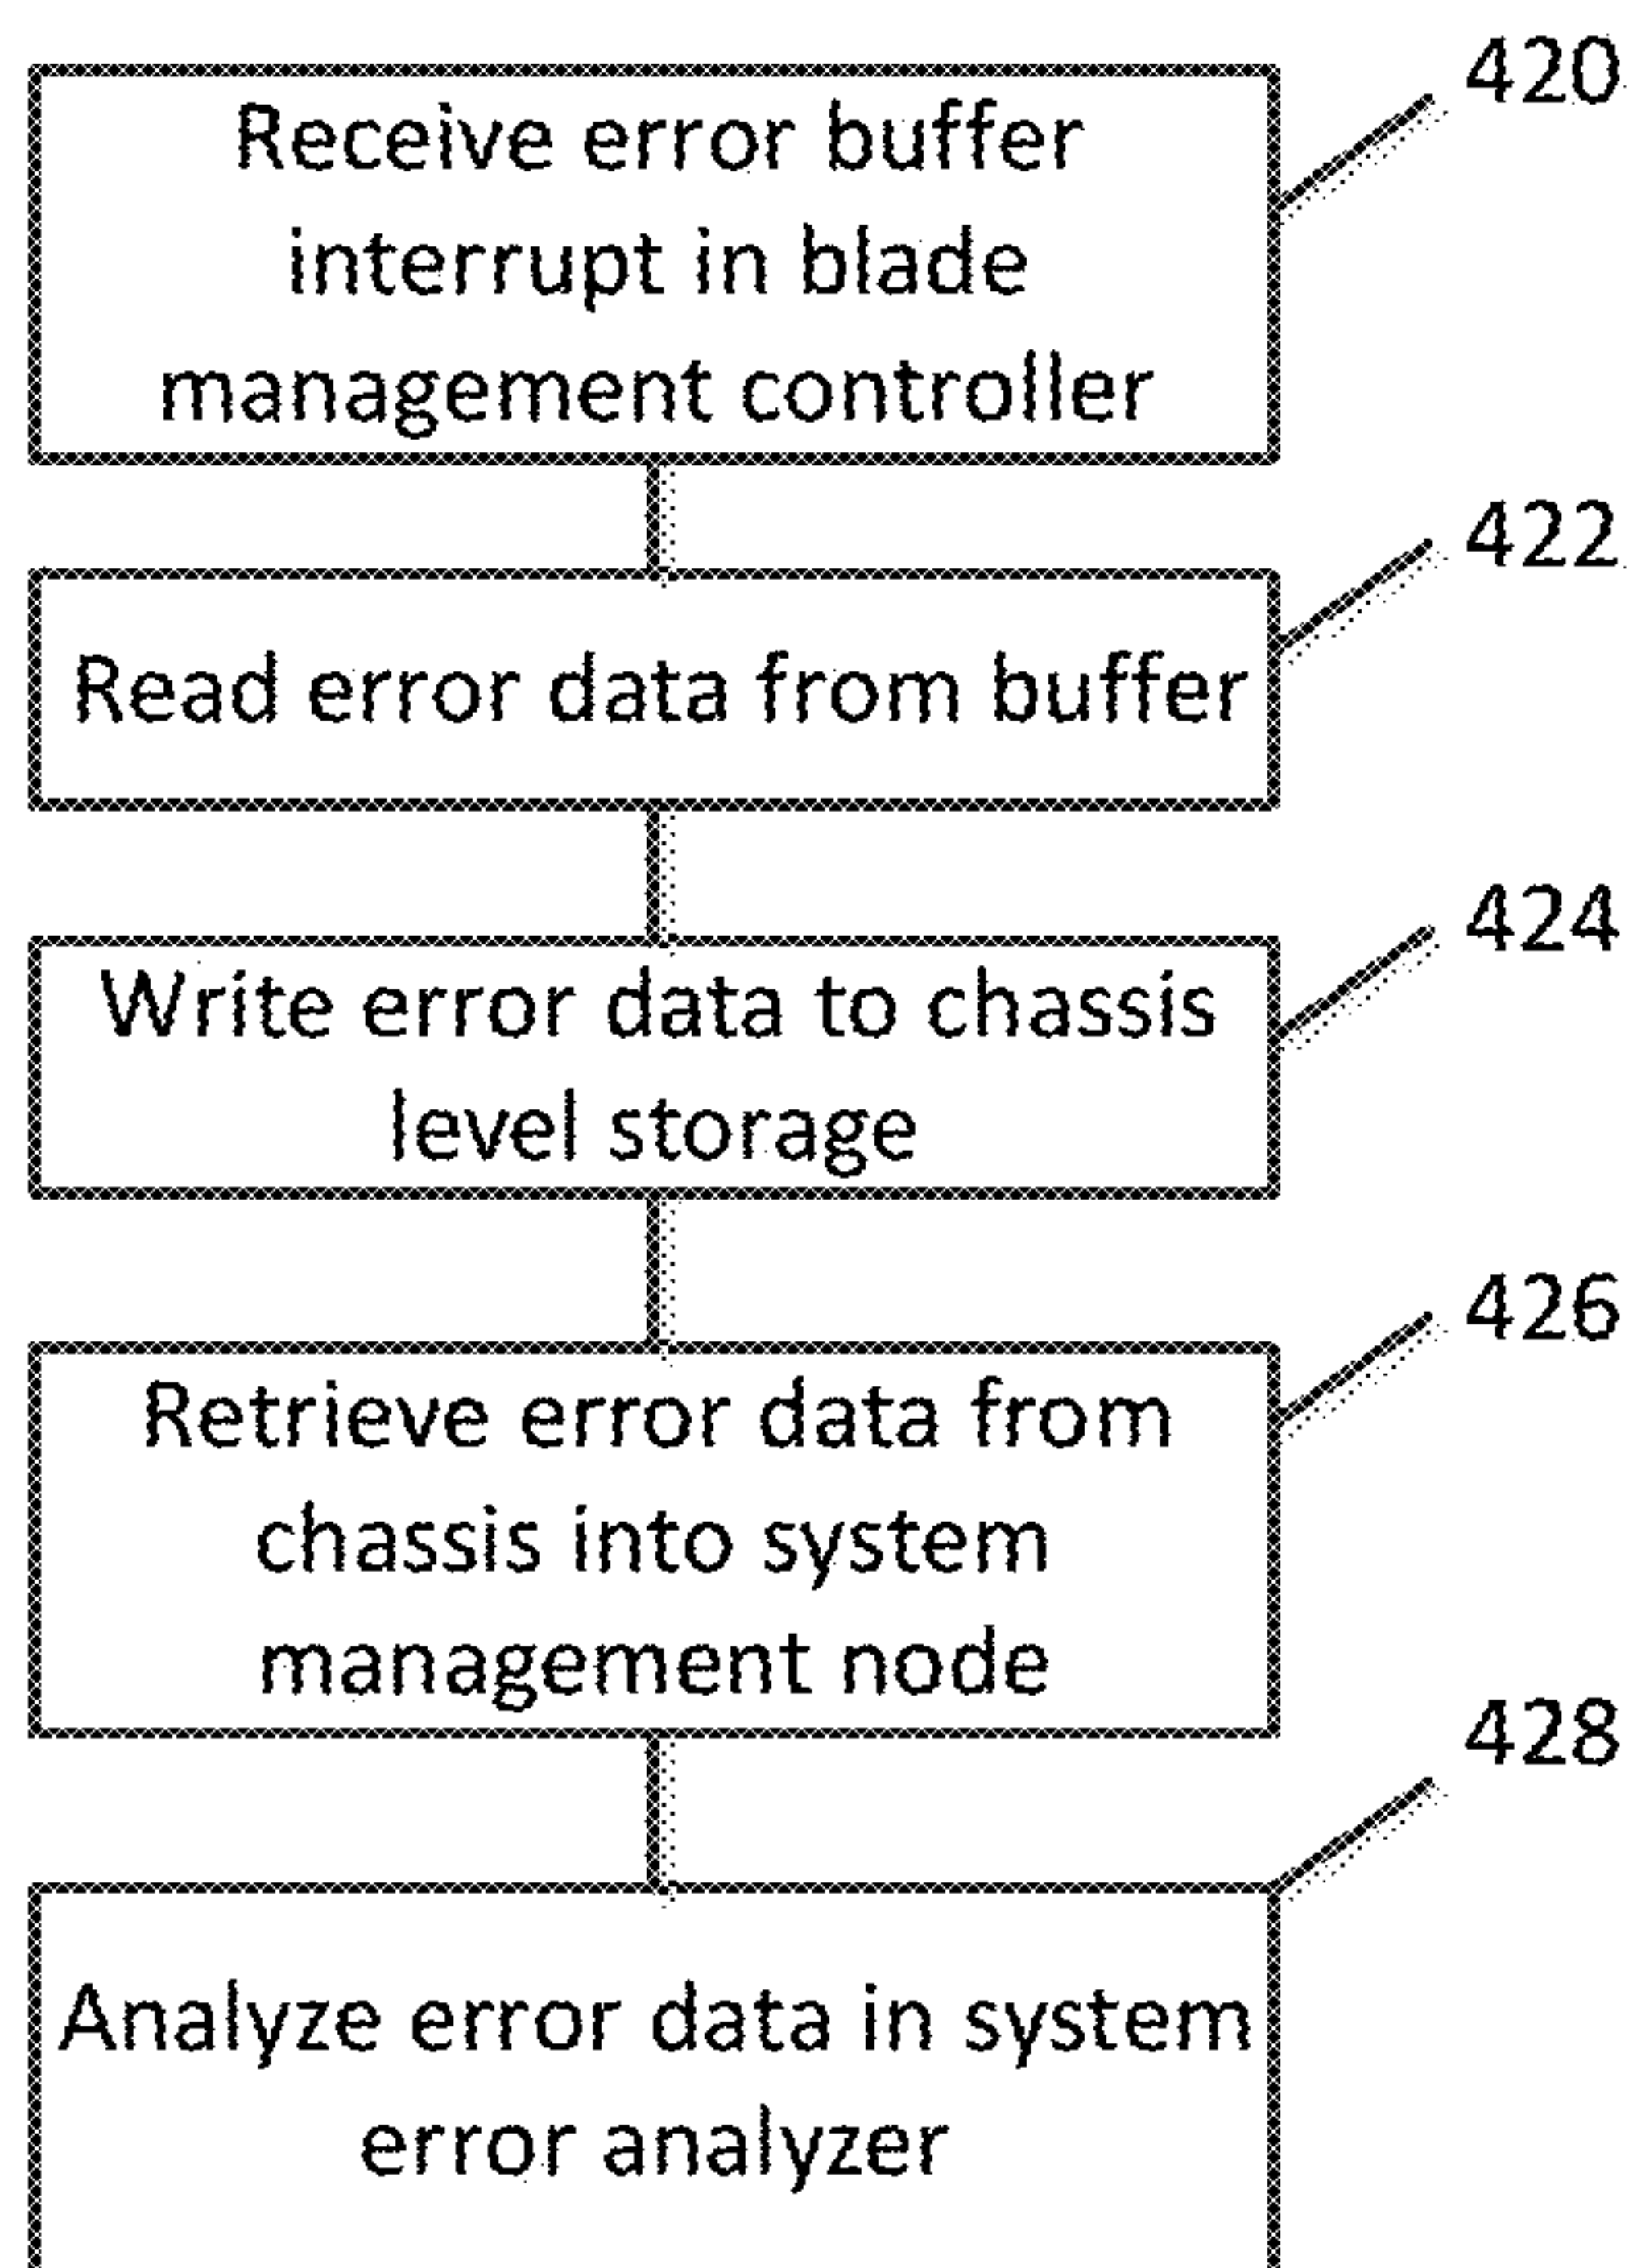 420
Receive error buffer
interrupt in blade
management controller
422
Read error data from buffer
424
Write error data to chassis
level storage
426
Retrieve error data from
chassis into system
management node
428
Analyze error data in system
error analyzer